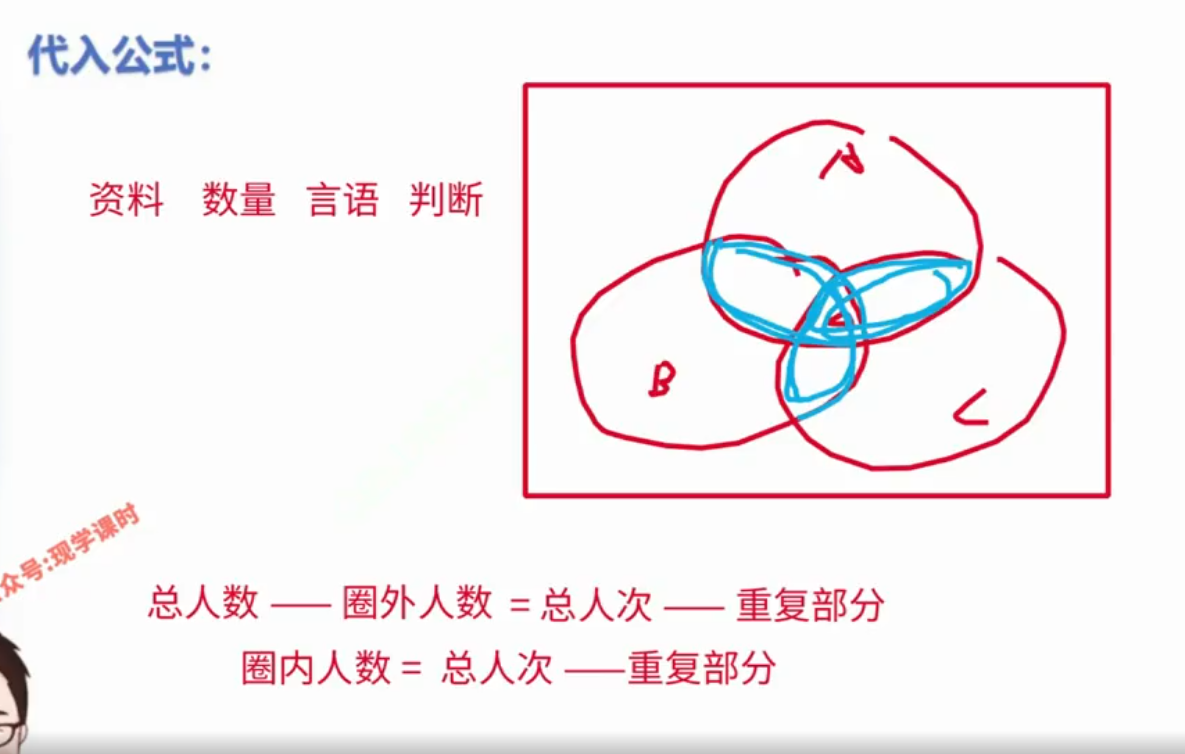 代入公式：
资料 数量 言语 判断
A
B
C
众号:现学课时
总人数 —— 圈外人数 = 总人次 —— 重复部分
圈内人数 = 总人次 ——重复部分